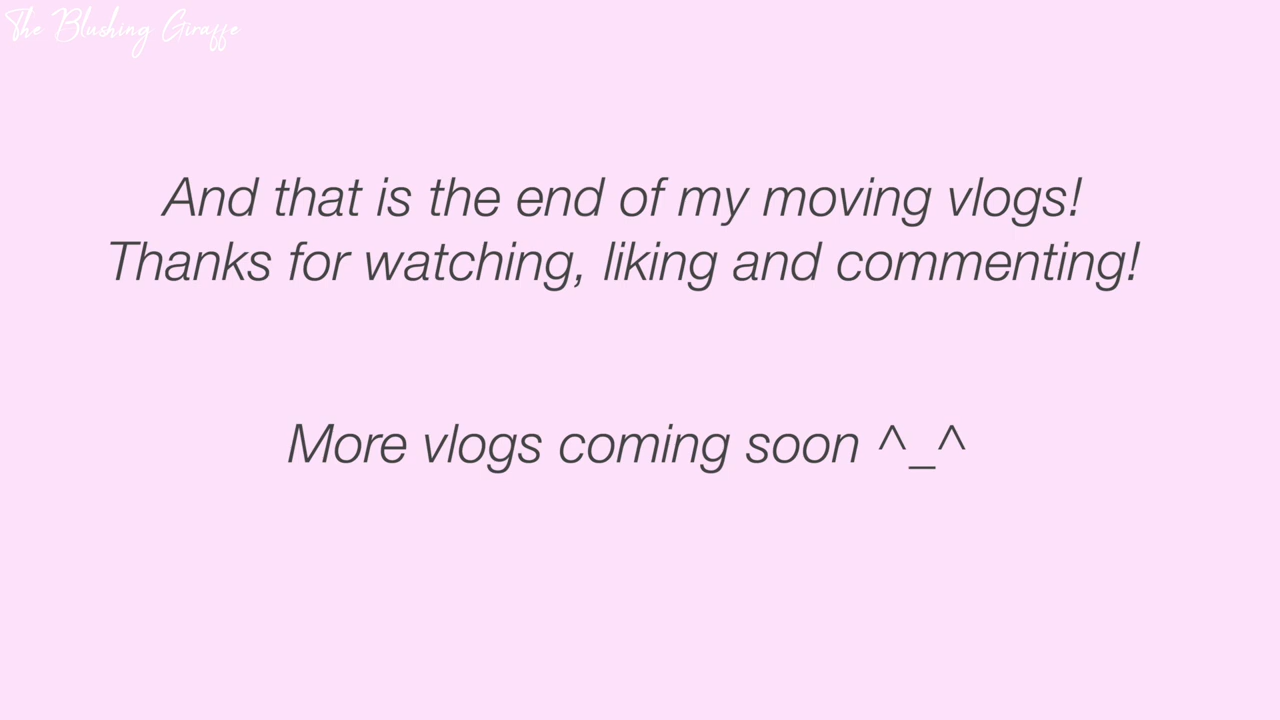 The Blushing Giraffe
And that is the end of my moving vlogs!
Thanks for watching, liking and commenting!
More vlogs coming soon ^_^